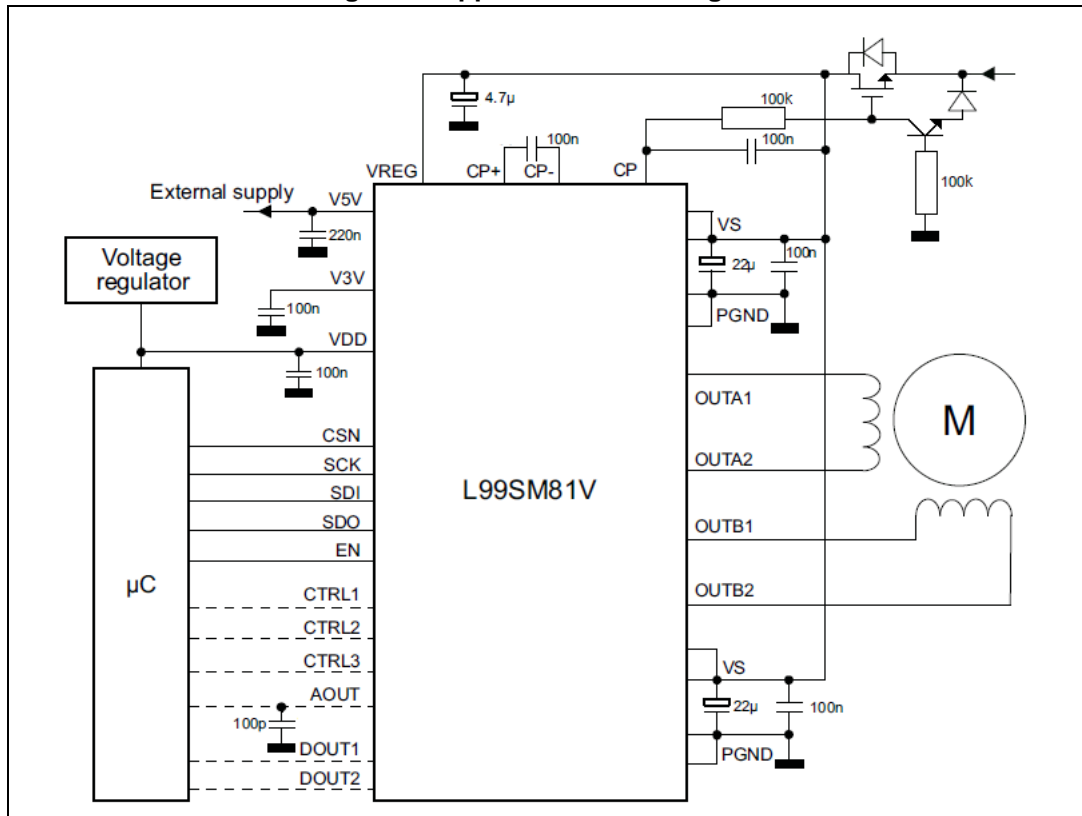 4.7µ
100k
100n
100n
VREG
CP+
CP-
CP
100k
External supply
V5V
VS
220n
100n
Voltage
regulator
22µ
V3V
100n
PGND
VDD
100n
OUTA1
M
CSN
OUTA2
SCK
L99SM81V
SDI
SDO
OUTB1
EN
µC
CTRL1
OUTB2
CTRL2
CTRL3
VS
AOUT
22µ
100n
100p
DOUT1
PGND
DOUT2